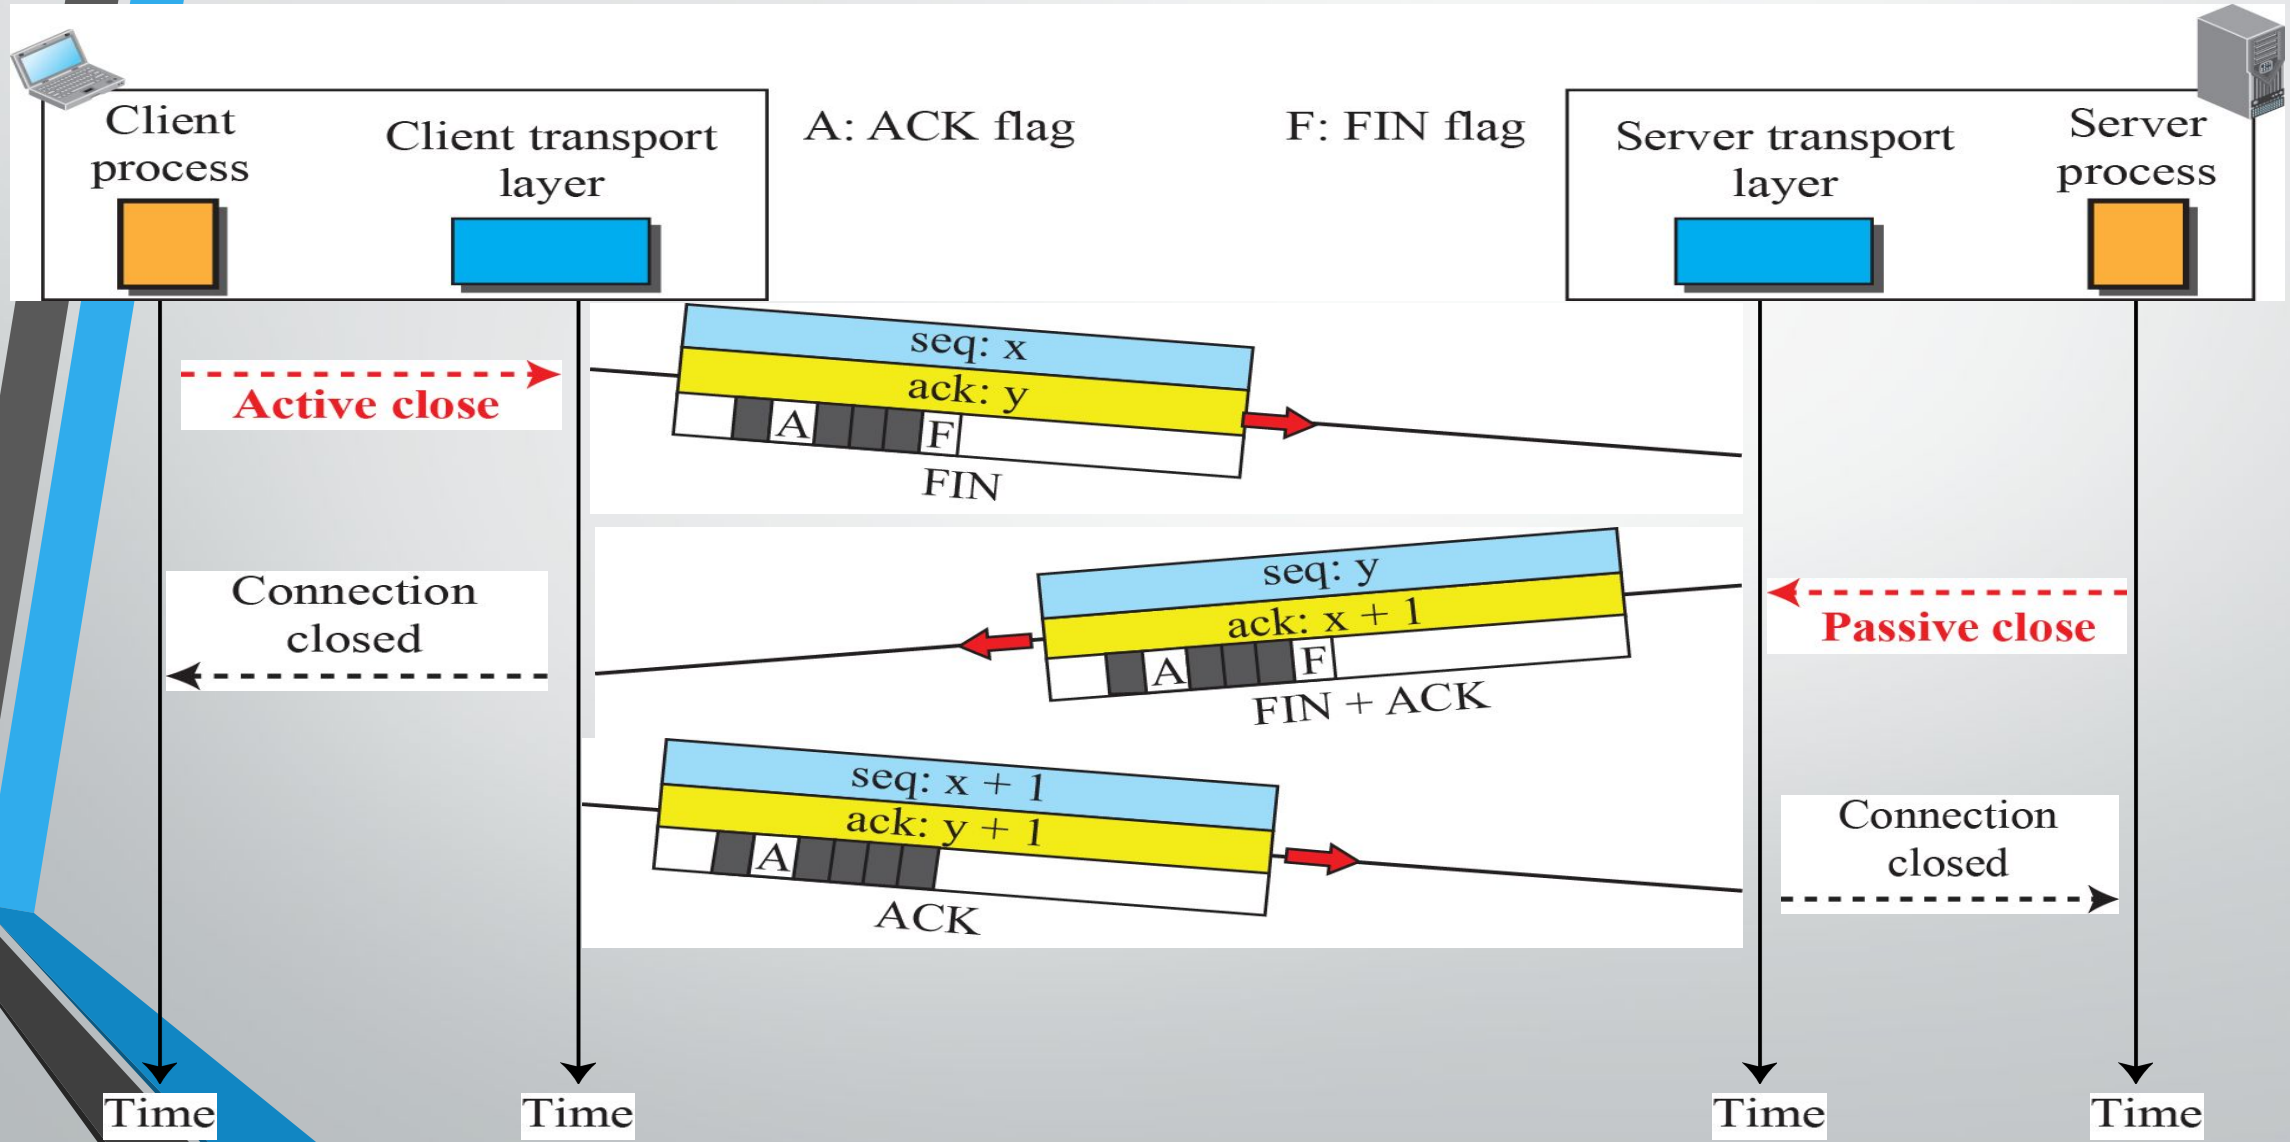 Client
process
Client transport
layer
A: ACK flag
F: FIN flag
Server transport
layer
Server
process
seq: x
ack: y
A
F
FIN
Active close
seq: y
ack: x + 1
A
F
FIN + ACK
Passive close
Connection
closed
seq: x + 1
ack: y + 1
A
ACK
Connection
closed
Time
Time
Time
Time